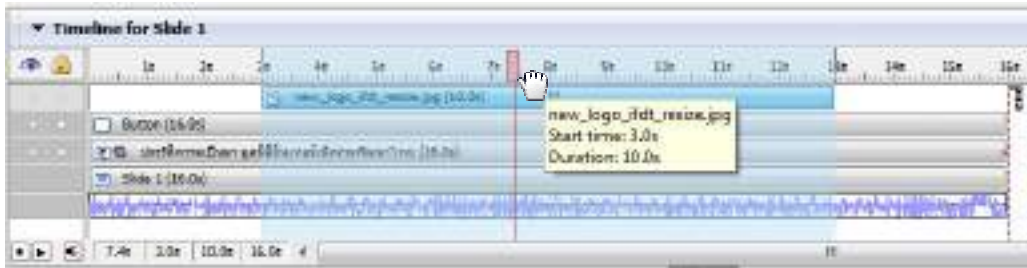 Timeline for Slide 1
1s 2s 3s 4s 5s 6s 7s 8s 9s 10s 11s 12s 13s 14s 15s 16s
new_logo_ifdt_resize.jpg (10.0s)
new_logo_ifdt_resize.jpg
Button (16.0s)
Start time: 3.0s
Duration: 10.0s
Slide 1 (16.0s)
7.4s 3.0s 10.0s 16.0s